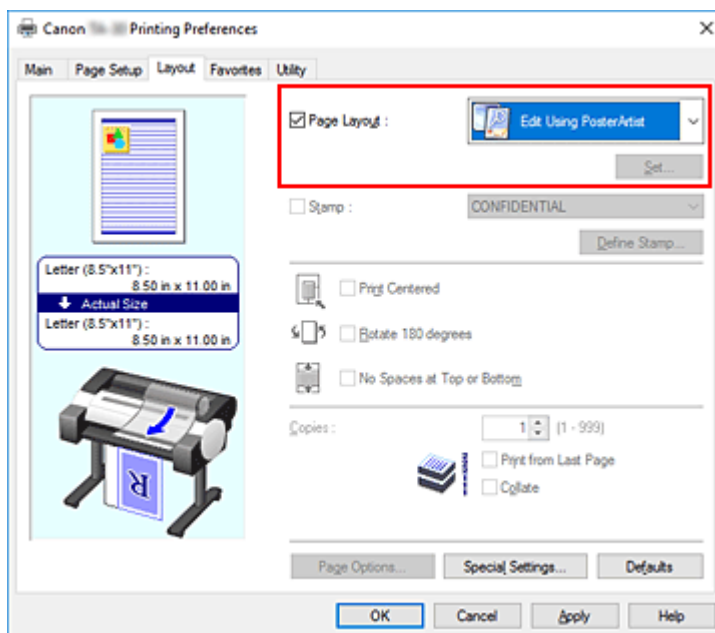 Canon Printing Preferences
Main Page Setup Layout Favorites Utility
Page Layout :
Edit Using PosterArtist
Set...
Stamp :
CONFIDENTIAL
Define Stamp...
Letter (8.5"x11") :
8.50 in x 11.00 in
Actual Size
Letter (8.5"x11") :
8.50 in x 11.00 in
R
Print Centered
Rotate 180 degrees
No Spaces at Top or Bottom
Copies :
1 (1 - 999)
Print from Last Page
Collate
Page Options... Special Settings... Defaults
OK Cancel Apply Help